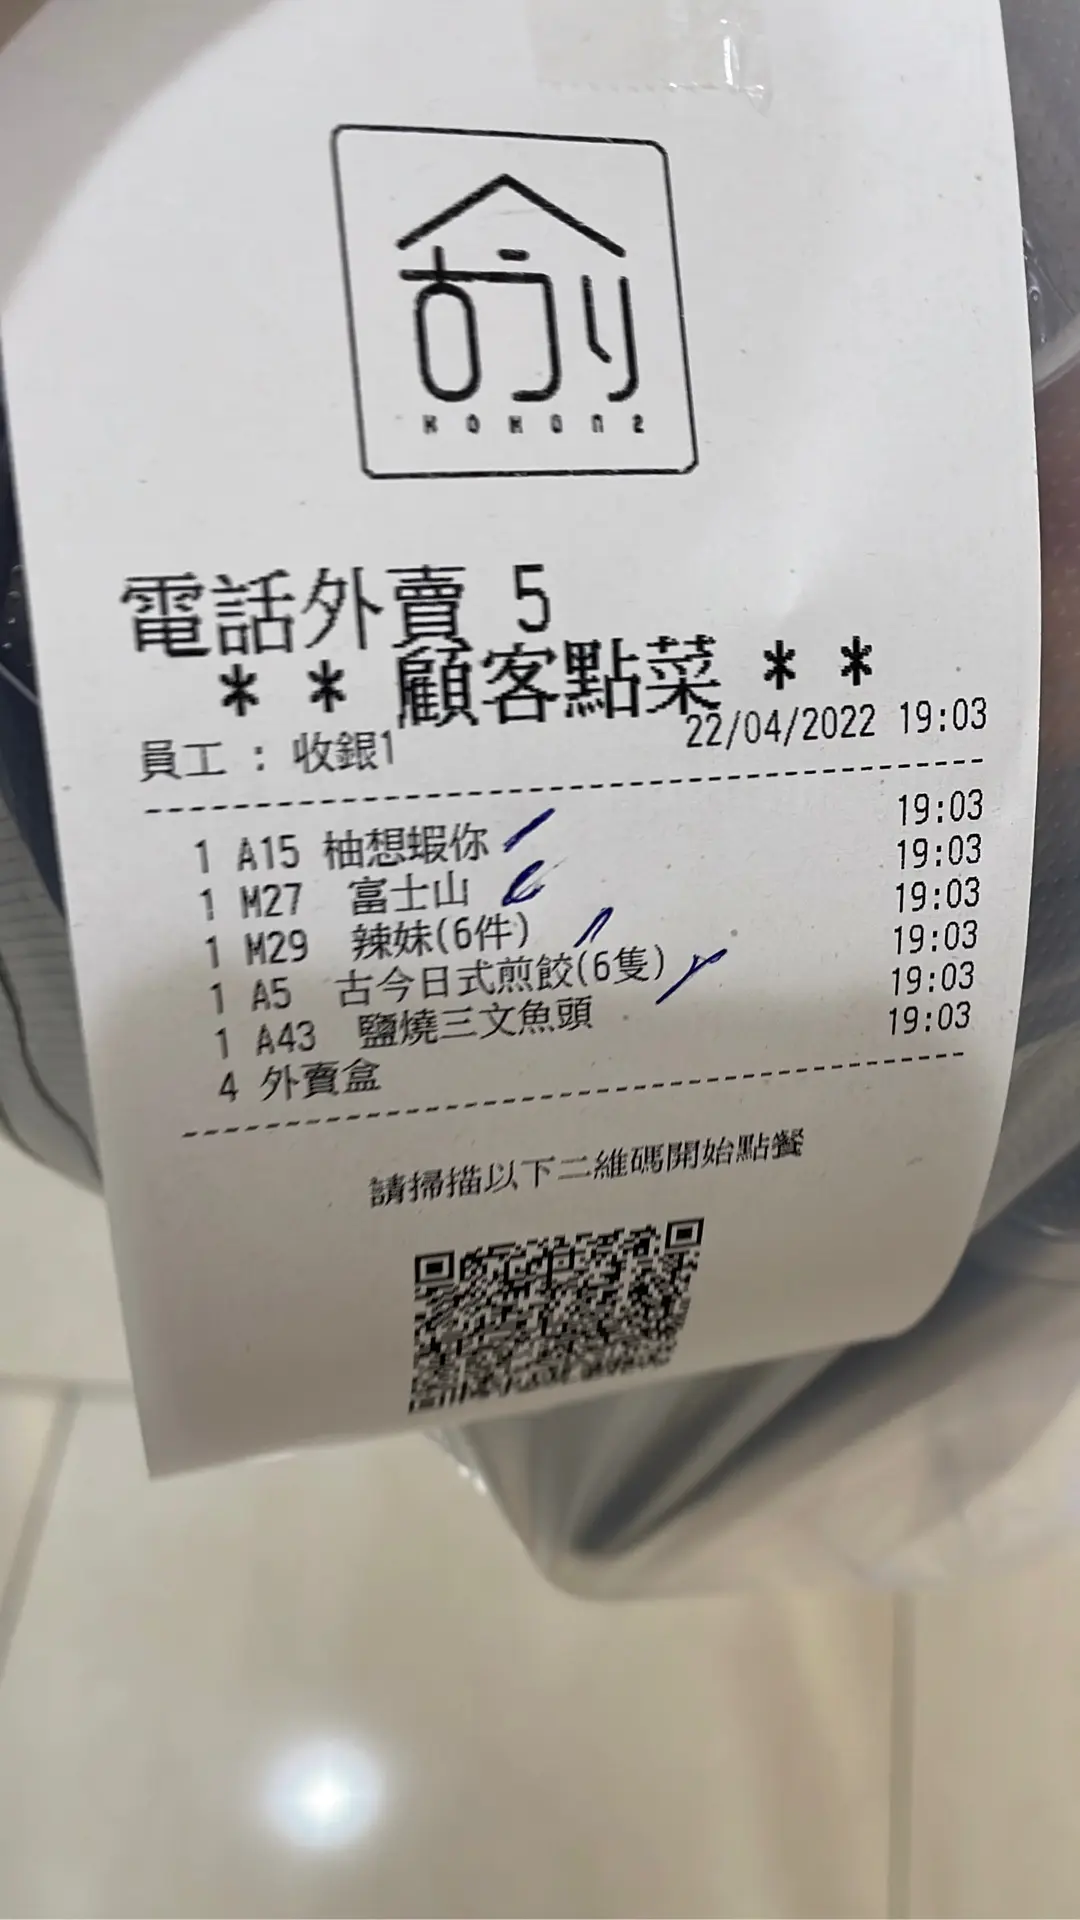 KOKON2
電話外賣 5
** 顧客點菜 **
員工 : 收銀1 22/04/2022 19:03
1 A15 柚想蝦你 19:03
1 M27 富士山 19:03
1 M29 辣妹(6件) 19:03
1 A5 古今日式煎餃(6隻) 19:03
1 A43 鹽燒三文魚頭 19:03
4 外賣盒 19:03
請掃描以下二維碼開始點餐